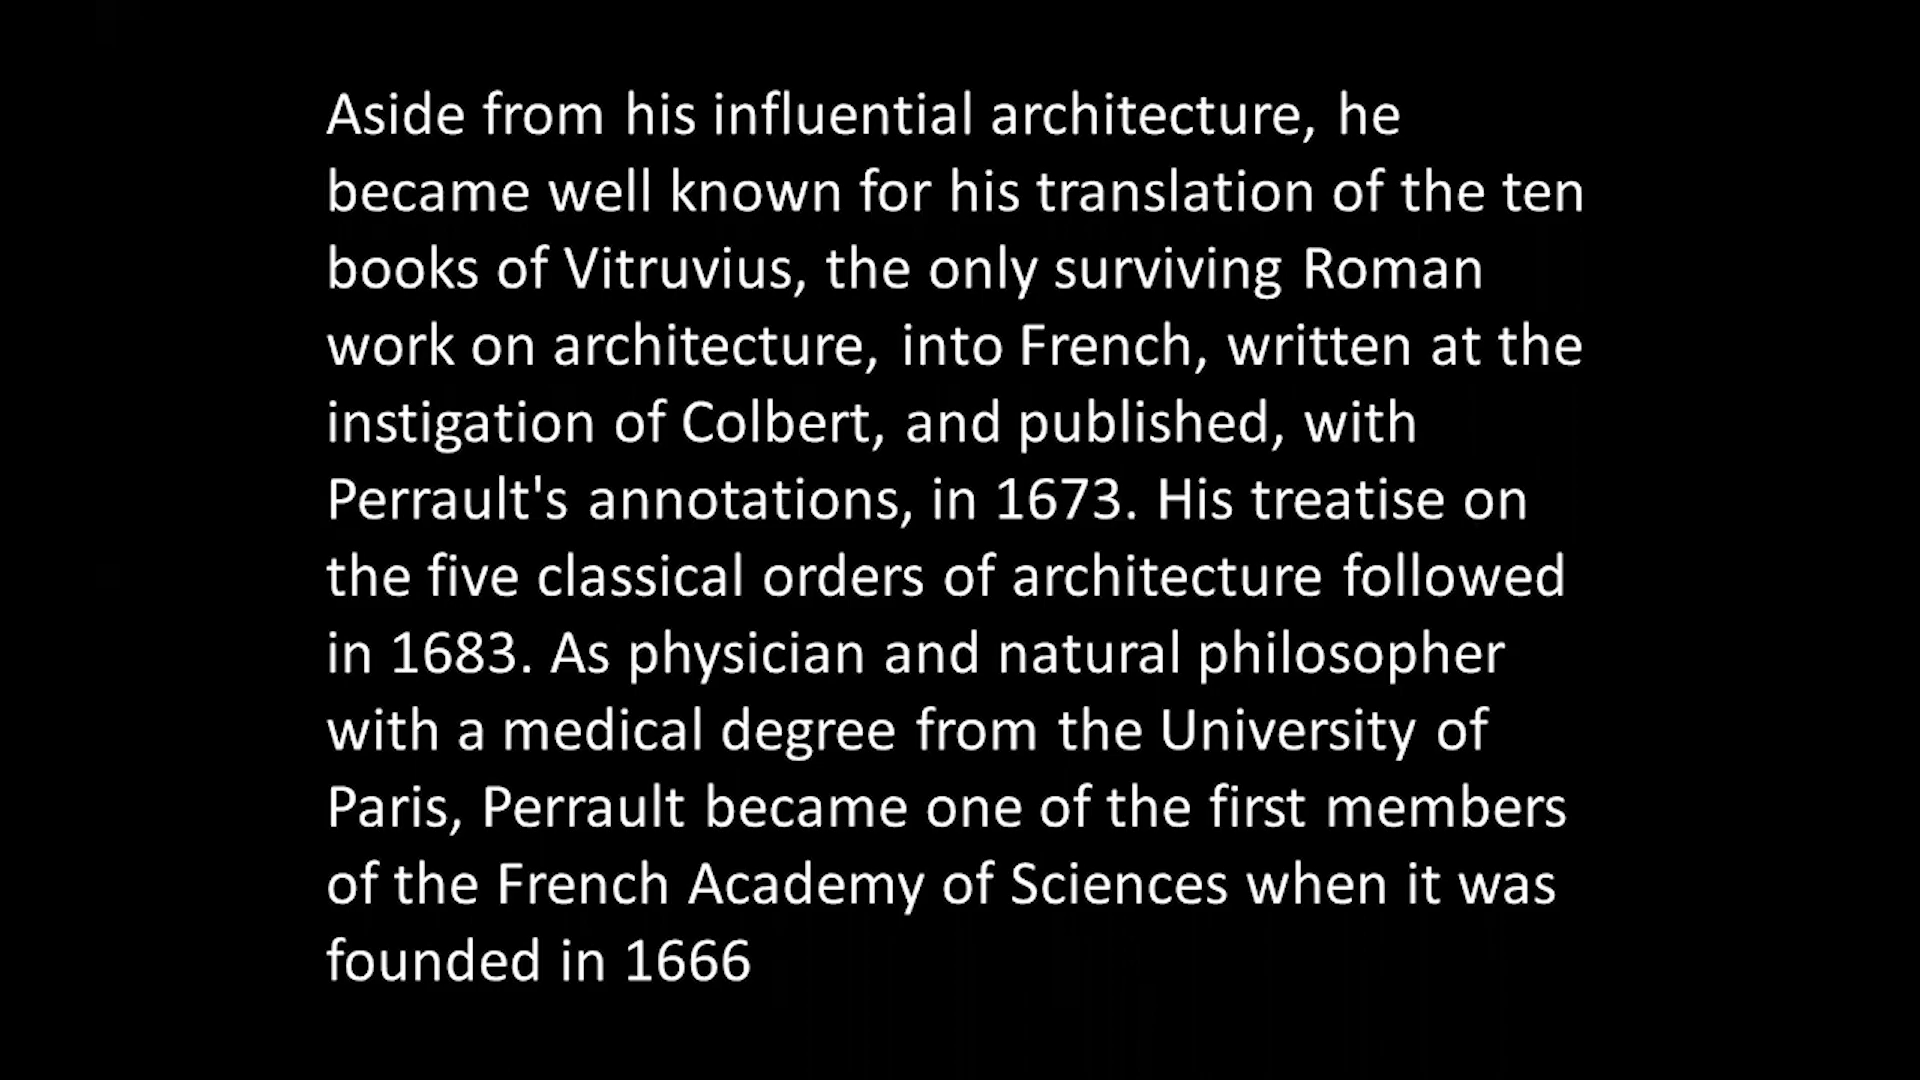 Aside from his influential architecture, he
became well known for his translation of the ten
books of Vitruvius, the only surviving Roman
work on architecture, into French, written at the
instigation of Colbert, and published, with
Perrault's annotations, in 1673. His treatise on
the five classical orders of architecture followed
in 1683. As physician and natural philosopher
with a medical degree from the University of
Paris, Perrault became one of the first members
of the French Academy of Sciences when it was
founded in 1666